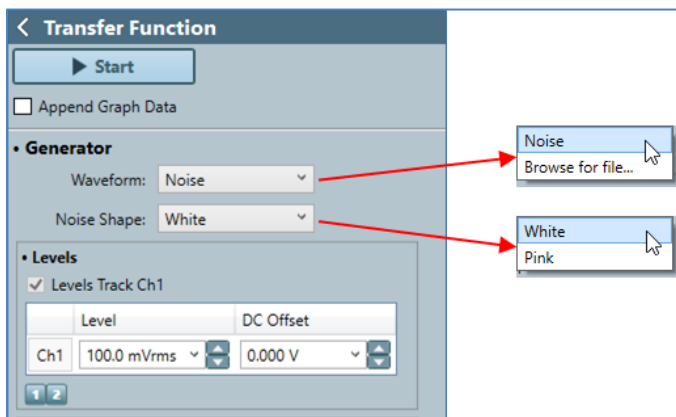 Transfer Function
Start
Append Graph Data
• Generator
Waveform: Noise
Noise Shape: White
• Levels
Levels Track Ch1
Level DC Offset
Ch1 100.0 mVrms 0.000 V
1 2
Noise
Browse for file...
White
Pink